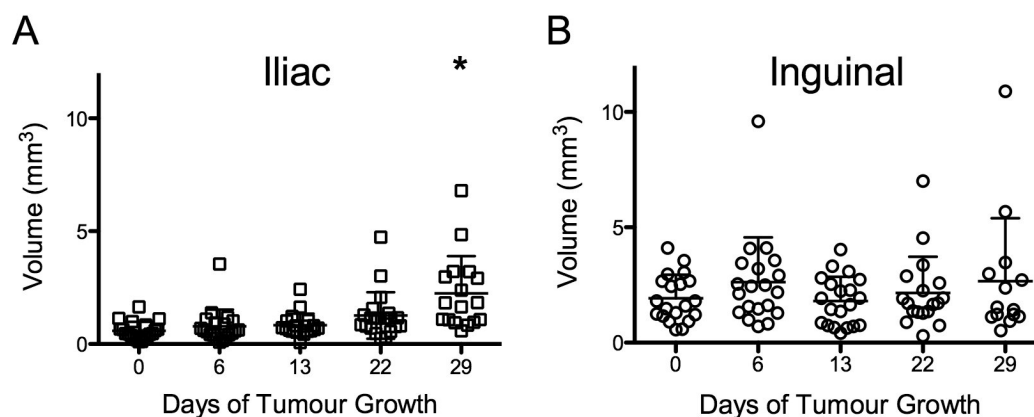 A
Iliac
*
Volume (mm³)
10
5
0
0 6 13 22 29
Days of Tumour Growth
B
Inguinal
Volume (mm³)
10
5
0
0 6 13 22 29
Days of Tumour Growth